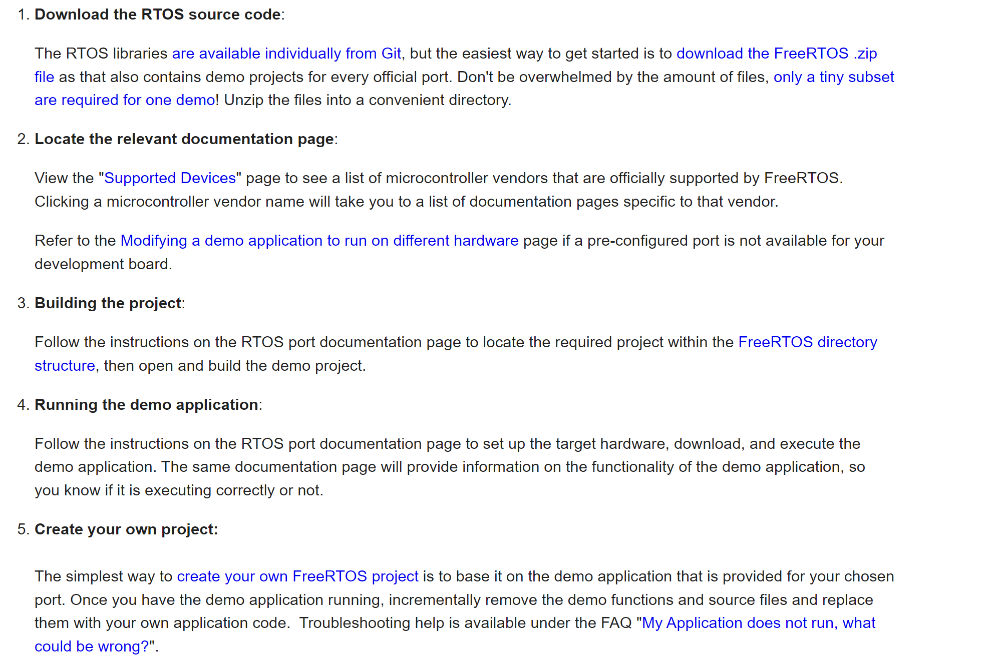 1. Download the RTOS source code:
The RTOS libraries are available individually from Git, but the easiest way to get started is to download the FreeRTOS .zip
file as that also contains demo projects for every official port. Don't be overwhelmed by the amount of files, only a tiny subset
are required for one demo! Unzip the files into a convenient directory.
2. Locate the relevant documentation page:
View the "Supported Devices" page to see a list of microcontroller vendors that are officially supported by FreeRTOS.
Clicking a microcontroller vendor name will take you to a list of documentation pages specific to that vendor.
Refer to the Modifying a demo application to run on different hardware page if a pre-configured port is not available for your
development board.
3. Building the project:
Follow the instructions on the RTOS port documentation page to locate the required project within the FreeRTOS directory
structure, then open and build the demo project.
4. Running the demo application:
Follow the instructions on the RTOS port documentation page to set up the target hardware, download, and execute the
demo application. The same documentation page will provide information on the functionality of the demo application, so
you know if it is executing correctly or not.
5. Create your own project:
The simplest way to create your own FreeRTOS project is to base it on the demo application that is provided for your chosen
port. Once you have the demo application running, incrementally remove the demo functions and source files and replace
them with your own application code.  Troubleshooting help is available under the FAQ "My Application does not run, what
could be wrong?".